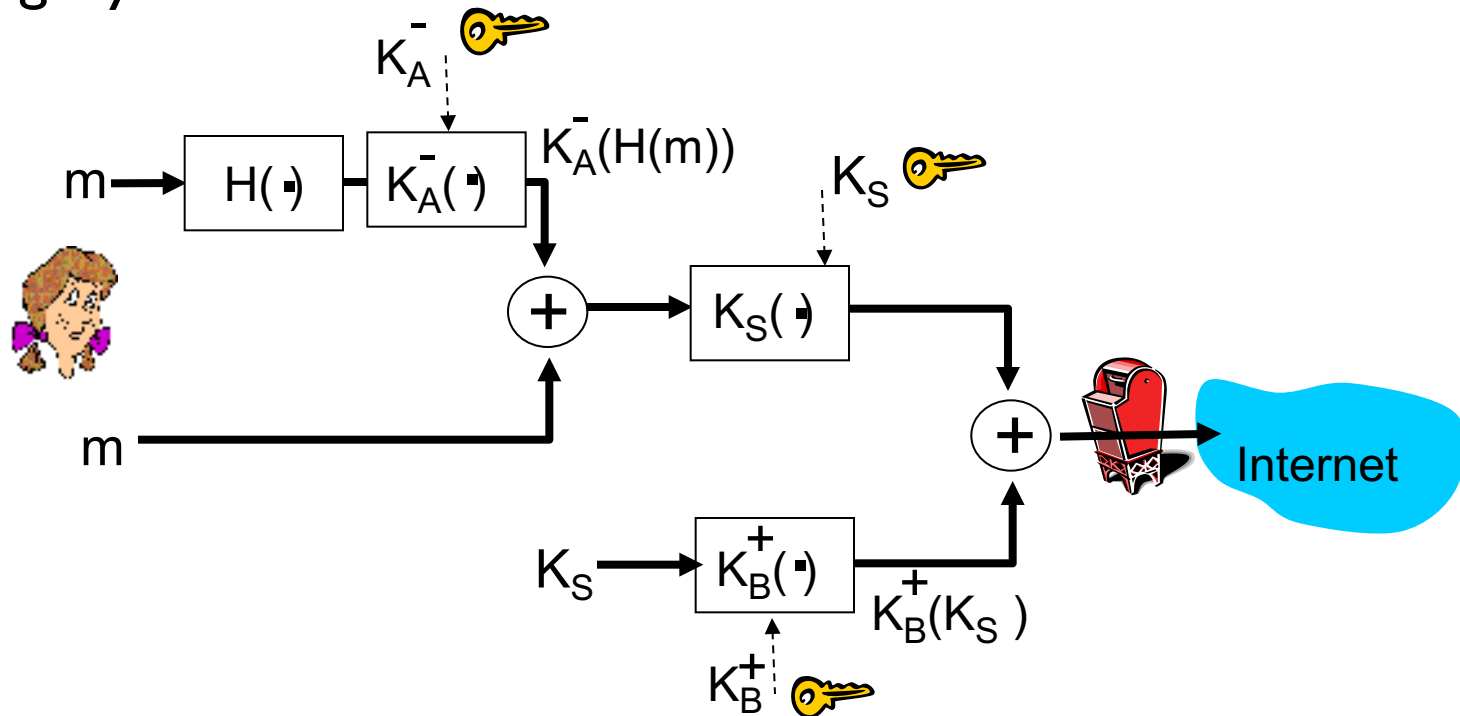 K_A^-
K_A^-(H(m))
m
H(·)
K_A^-(·)
K_S
+
K_S(·)
m
+
Internet
K_S
K_B^+(·)
K_B^+(K_S )
K_B^+